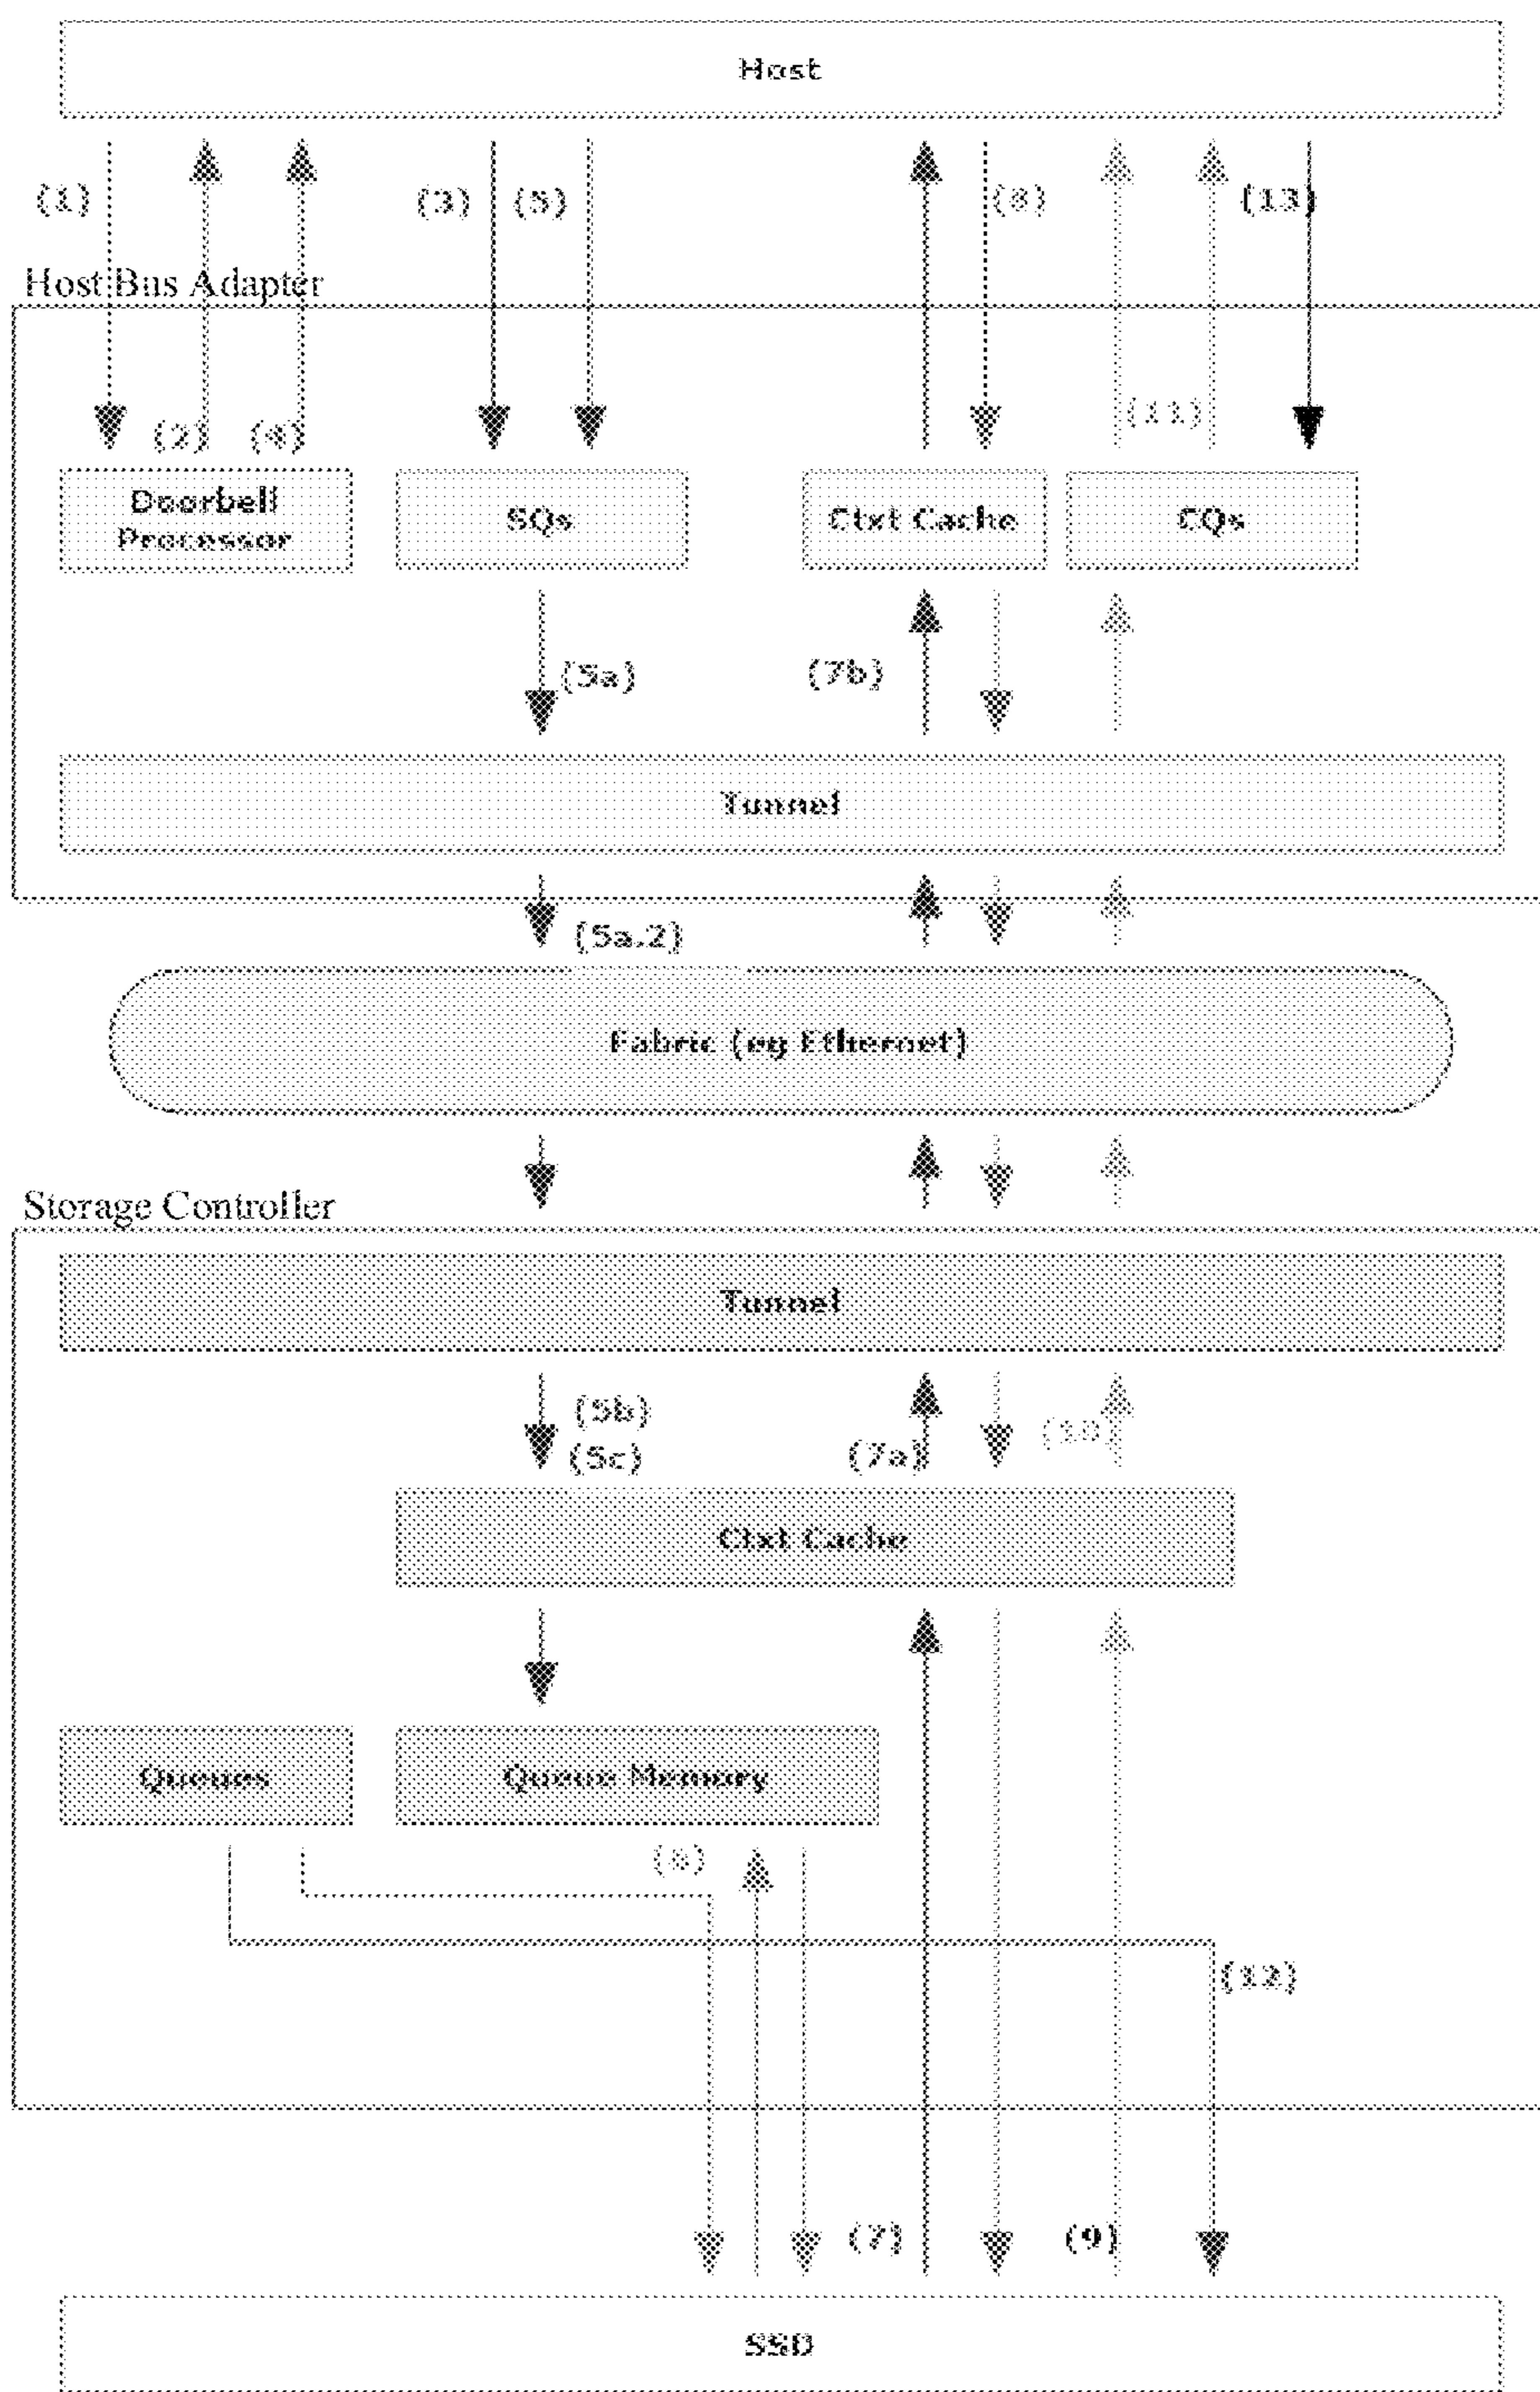 Host
(1)
(3) (5)
(8)
(13)
Host Bus Adapter
(2) (4)
(11)
Doorbell
Processor
SQs
Ctxt Cache
CQs
(5a)
(7b)
Tunnel
(5a.2)
Fabric (eg Ethernet)
Storage Controller
Tunnel
(5b)
(5c)
(7a)
(10)
Ctxt Cache
Queues
Queue Memory
(12)
(7)
(9)
SSD